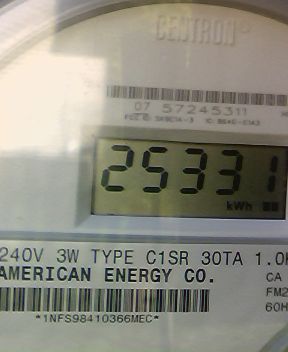 CENTRON®
07 57245311
25331
kWh
240V 3W TYPE C1SR 30TA 1.0
AMERICAN ENERGY CO.
CA
FM2
60H
*1NFS98410366MEC*